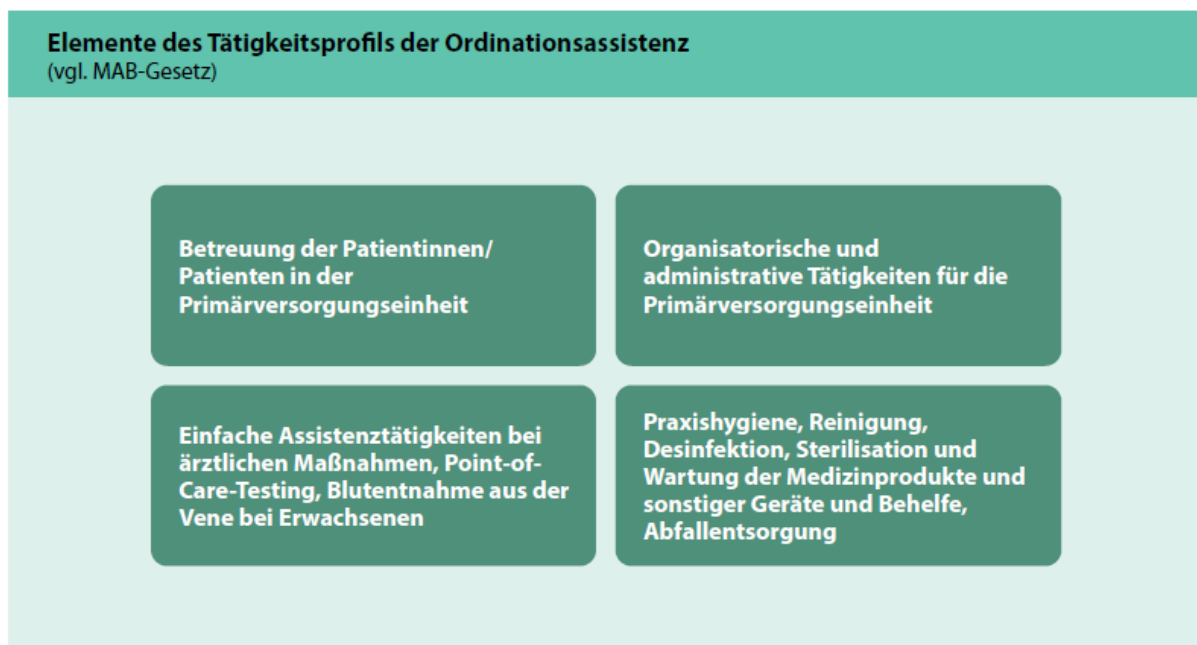 Elemente des Tätigkeitsprofils der Ordinationsassistenz
(vgl. MAB-Gesetz)
Betreuung der Patientinnen/
Patienten in der
Primärversorgungseinheit
Organisatorische und
administrative Tätigkeiten für die
Primärversorgungseinheit
Einfache Assistenztätigkeiten bei
ärztlichen Maßnahmen, Point-of-
Care-Testing, Blutentnahme aus der
Vene bei Erwachsenen
Praxishygiene, Reinigung,
Desinfektion, Sterilisation und
Wartung der Medizinprodukte und
sonstiger Geräte und Behelfe,
Abfallentsorgung